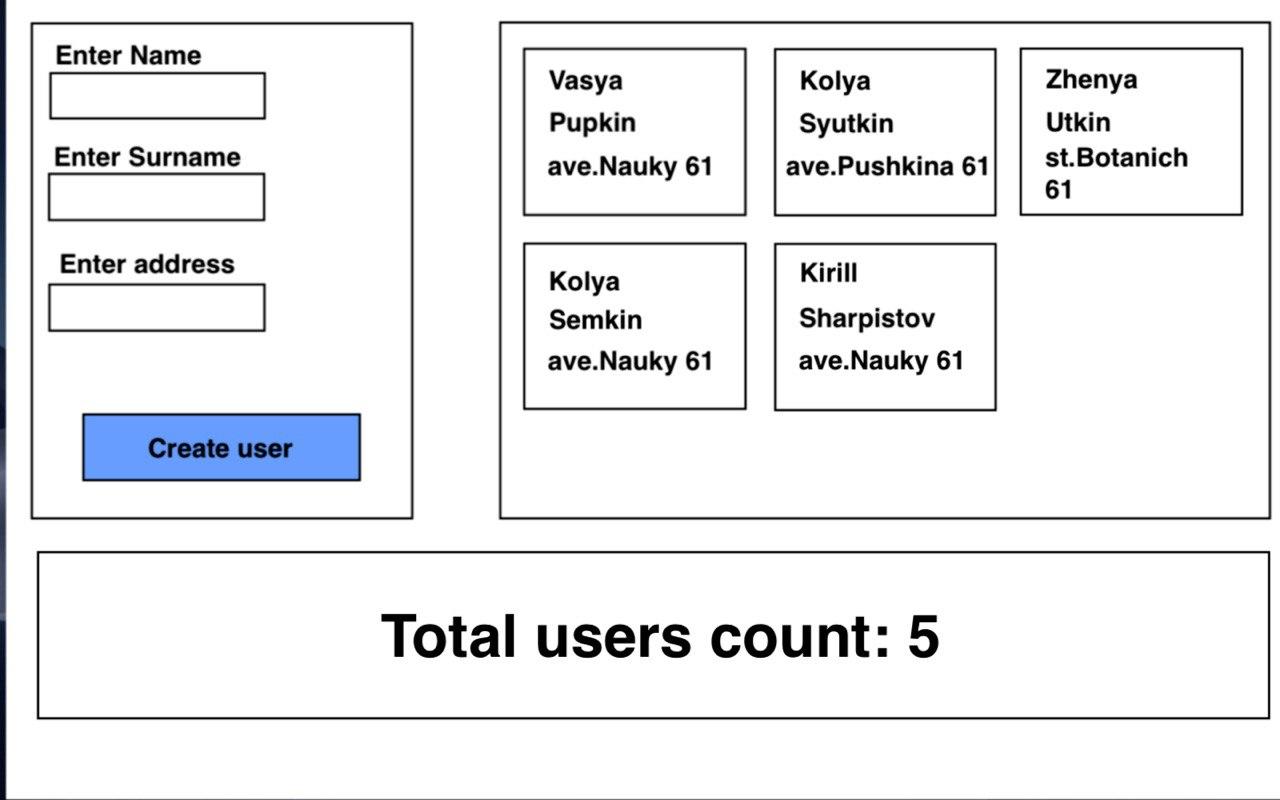 Enter Name
Enter Surname
Enter address
Create user
Vasya
Pupkin
ave.Nauky 61
Kolya
Syutkin
ave.Pushkina 61
Zhenya
Utkin
st.Botanich
61
Kolya
Semkin
ave.Nauky 61
Kirill
Sharpistov
ave.Nauky 61
Total users count: 5